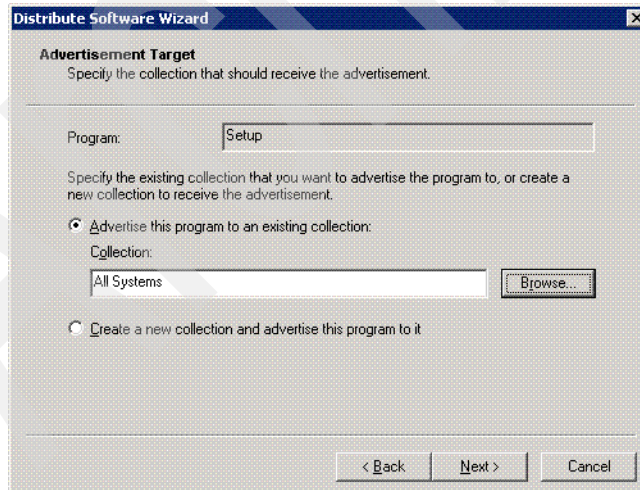 Distribute Software Wizard
Advertisement Target
Specify the collection that should receive the advertisement.
Program:
Setup
Specify the existing collection that you want to advertise the program to, or create a
new collection to receive the advertisement.
Advertise this program to an existing collection:
Collection:
All Systems
Browse...
Create a new collection and advertise this program to it
< Back
Next >
Cancel